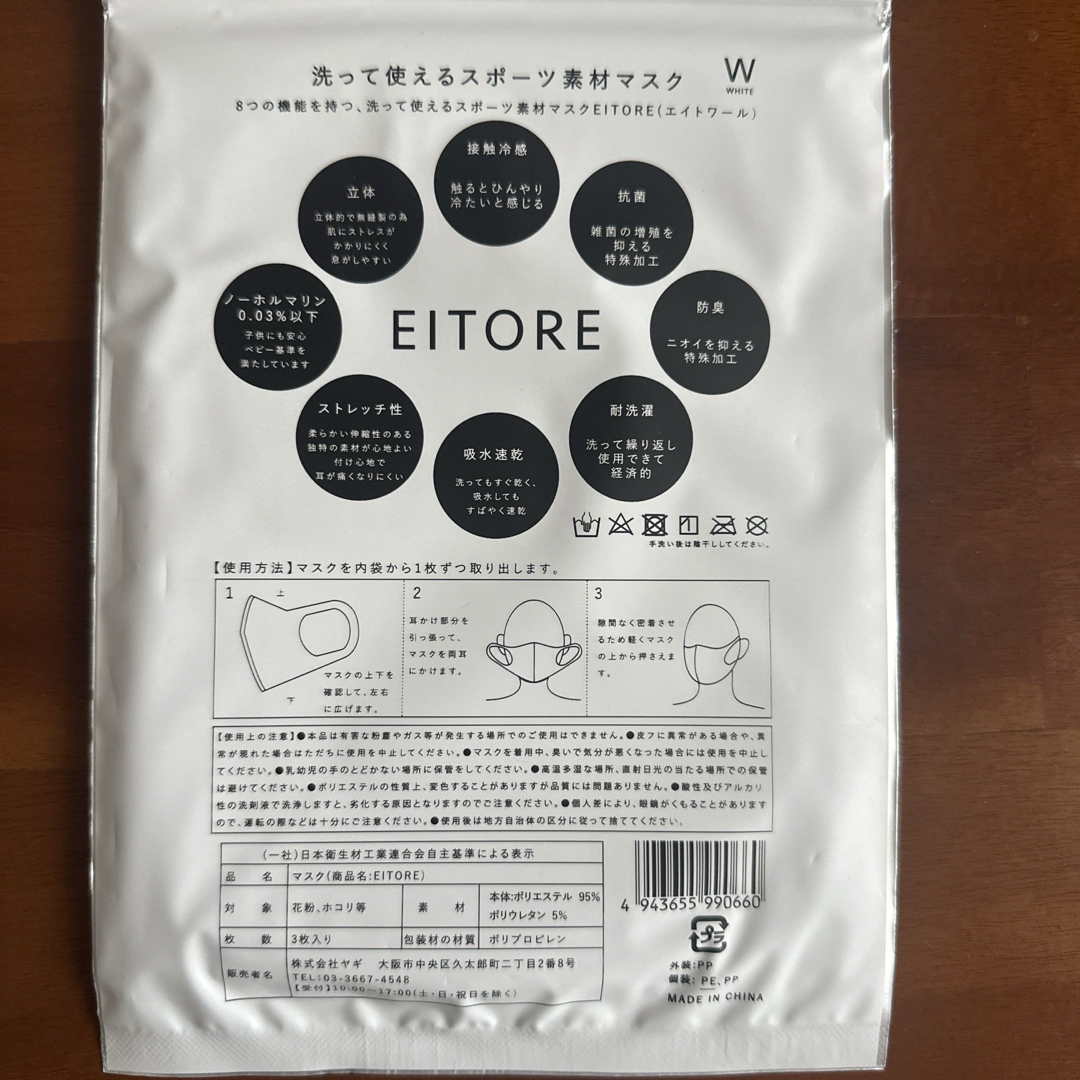 洗って使えるスポーツ素材マスク
W
WHITE
8つの機能を持つ、洗って使えるスポーツ素材マスクEITORE(エイトワール)
接触冷感
触るとひんやり
冷たいと感じる
立体
立体的で無縫製の為
肌にストレスが
かかりにくく
息がしやすい
抗菌
雑菌の増殖を
抑える
特殊加工
ノーホルマリン
0.03%以下
子供にも安心
ベビー基準を
満たしています
EITORE
防臭
ニオイを抑える
特殊加工
ストレッチ性
柔らかい伸縮性のある
独特の素材が心地よい
付け心地で
耳が痛くなりにくい
吸水速乾
洗ってもすぐ乾く、
吸水しても
すばやく速乾
耐洗濯
洗って繰り返し
使用できて
経済的
手洗い後は陰干ししてください。
【使用方法】マスクを内袋から1枚ずつ取り出します。
1
上
下
マスクの上下を
確認して、左右
に広げます。
2
耳かけ部分を
引っ張って、
マスクを両耳
にかけます。
3
隙間なく密着させ
るため軽くマスク
の上から押さえま
す。
【使用上の注意】●本品は有害な粉塵やガス等が発生する場所でのご使用はできません。●皮フに異常がある場合や、異
常が現れた場合はただちに使用を中止してください。●マスクを着用中、臭いで気分が悪くなった場合には使用を中止し
てください。●乳幼児の手のとどかない場所に保管をしてください。●高温多湿な場所、直射日光の当たる場所での保管
は避けてください。●ポリエステルの性質上、変色することがありますが品質には問題ありません。●酸性及びアルカリ
性の洗剤液で洗浄しますと、劣化する原因となりますのでご注意ください。●個人差により、眼鏡がくもることがあります
ので、運転の際などは十分にご注意ください。●使用後は地方自治体の区分に従って捨ててください。
(一社)日本衛生材工業連合会自主基準による表示
品 名 マスク(商品名:EITORE)
対 象 花粉、ホコリ等 素 材 本体:ポリエステル 95%
ポリウレタン 5%
枚 数 3枚入り 包装材の材質 ポリプロピレン
販売者名 株式会社ヤギ 大阪市中央区久太郎町二丁目2番8号
TEL:03-3667-4548
【受付】10:00〜17:00(土・日・祝日を除く)
4 943655 990660
プラ
外装:PP
個装: PE、PP
MADE IN CHINA